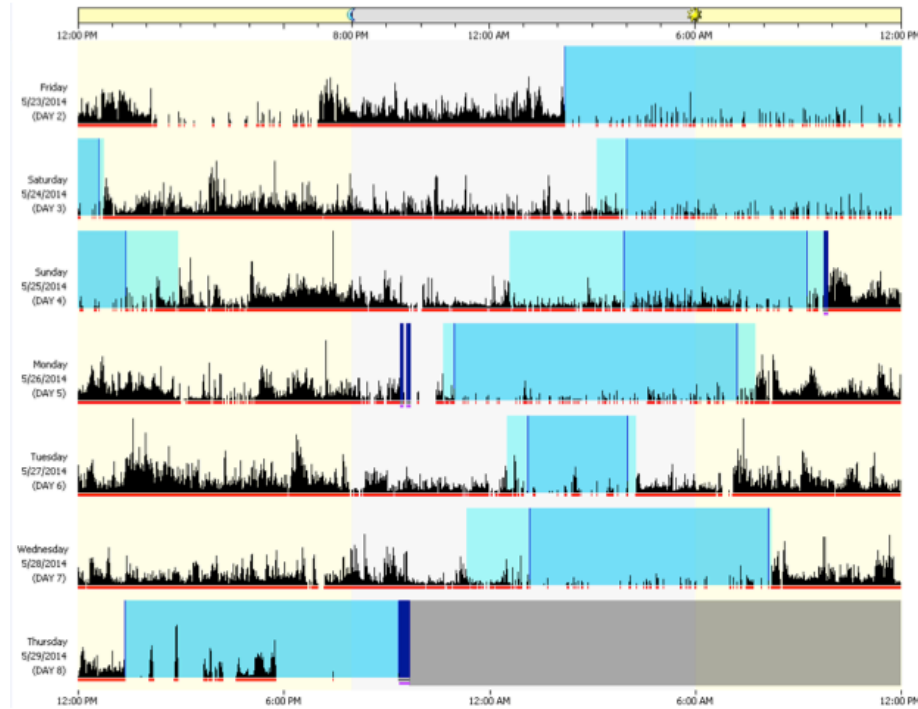 12:00 PM 8:00 PM 12:00 AM 6:00 AM 12:00 PM
Friday
5/23/2014
(DAY 2)
Saturday
5/24/2014
(DAY 3)
Sunday
5/25/2014
(DAY 4)
Monday
5/26/2014
(DAY 5)
Tuesday
5/27/2014
(DAY 6)
Wednesday
5/28/2014
(DAY 7)
Thursday
5/29/2014
(DAY 8)
12:00 PM 6:00 PM 12:00 AM 6:00 AM 12:00 PM